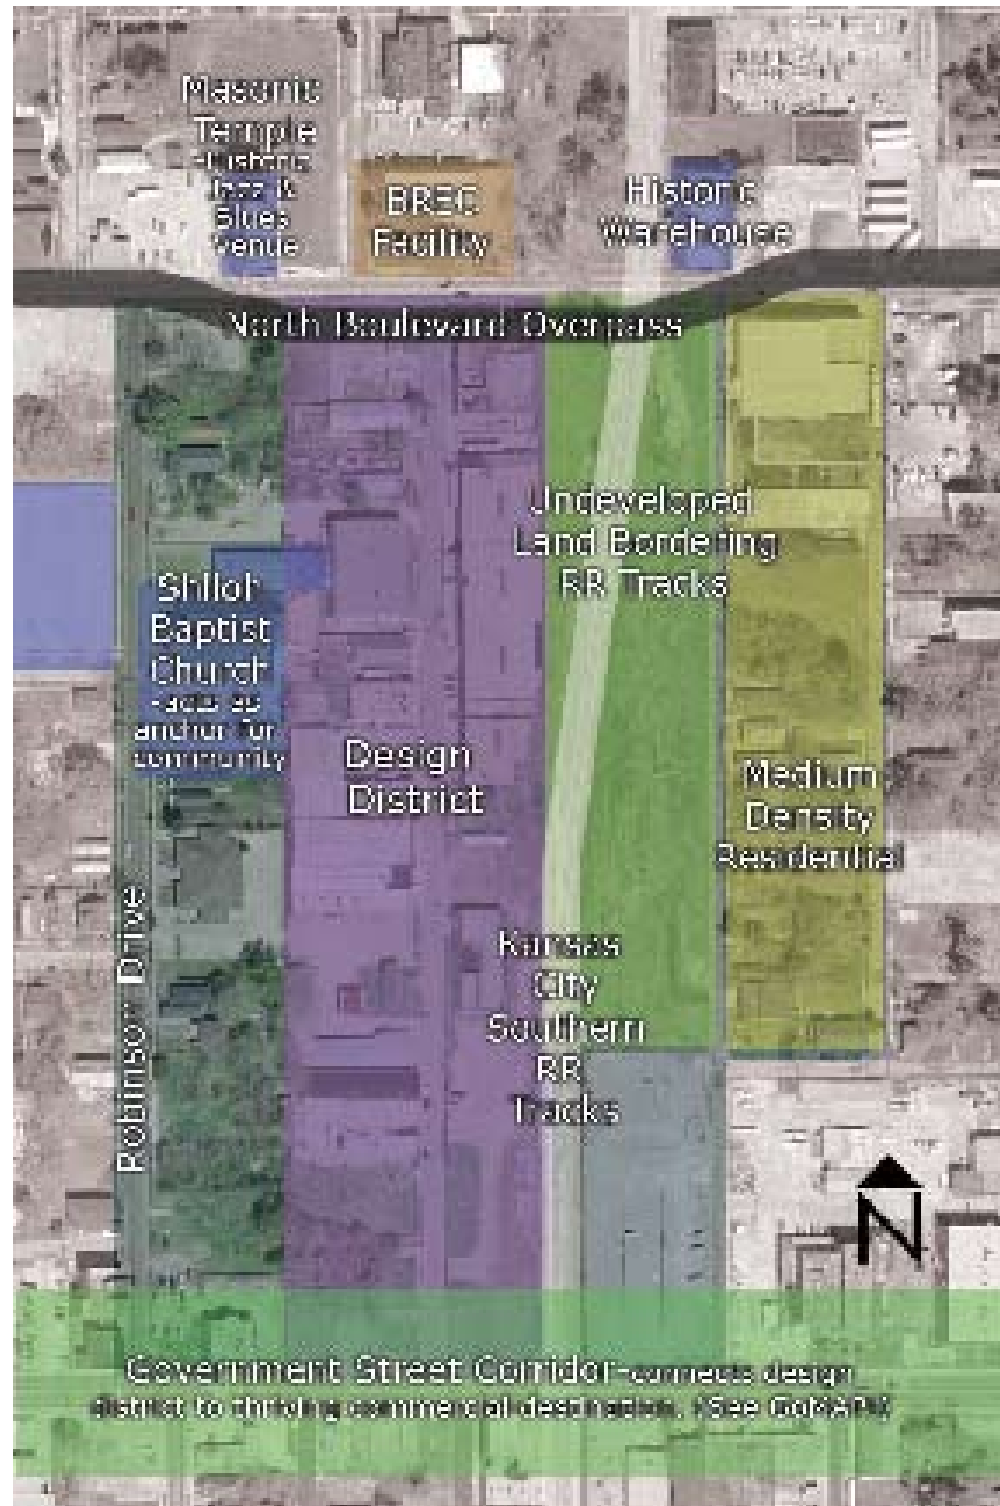 Masonic
Temple
-Historic
Jazz &
Blues
Venue
BREC
Facility
Historic
Warehouse
North Boulevard Overpass
Undeveloped
Land Bordering
RR Tracks
Shiloh
Baptist
Church
-acts as
anchor for
community
Design
District
Medium
Density
Residential
Kansas
City
Southern
RR
Tracks
Robinson Drive
N
Government Street Corridor-connects design
district to thriving commercial destination. (See